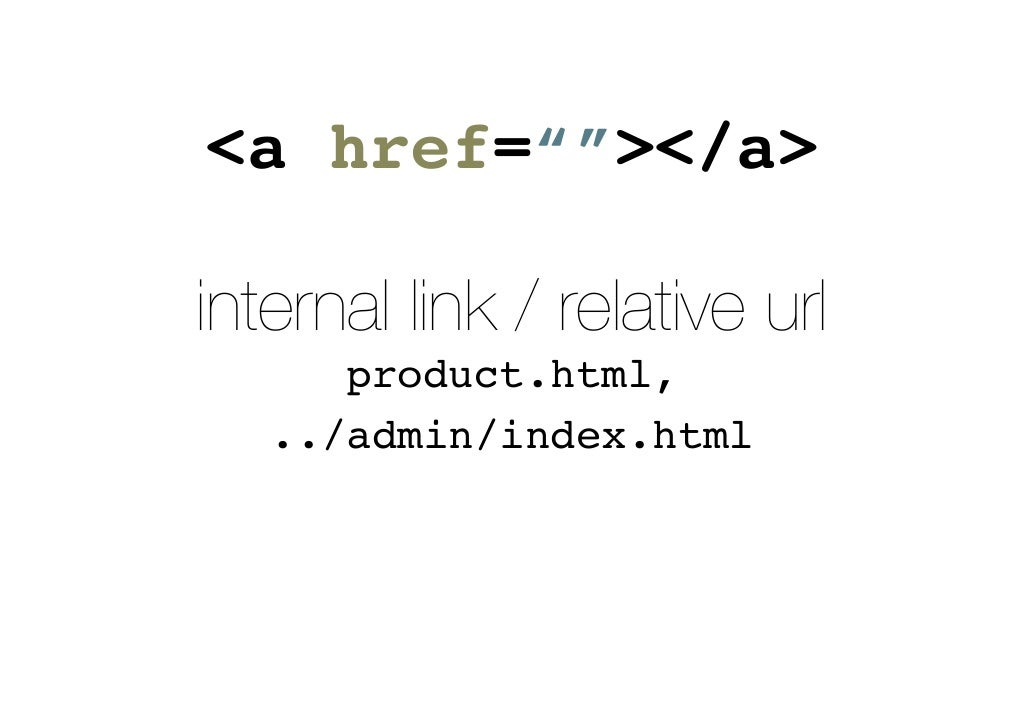 <a href=“”></a>
internal link / relative url
product.html,
../admin/index.html